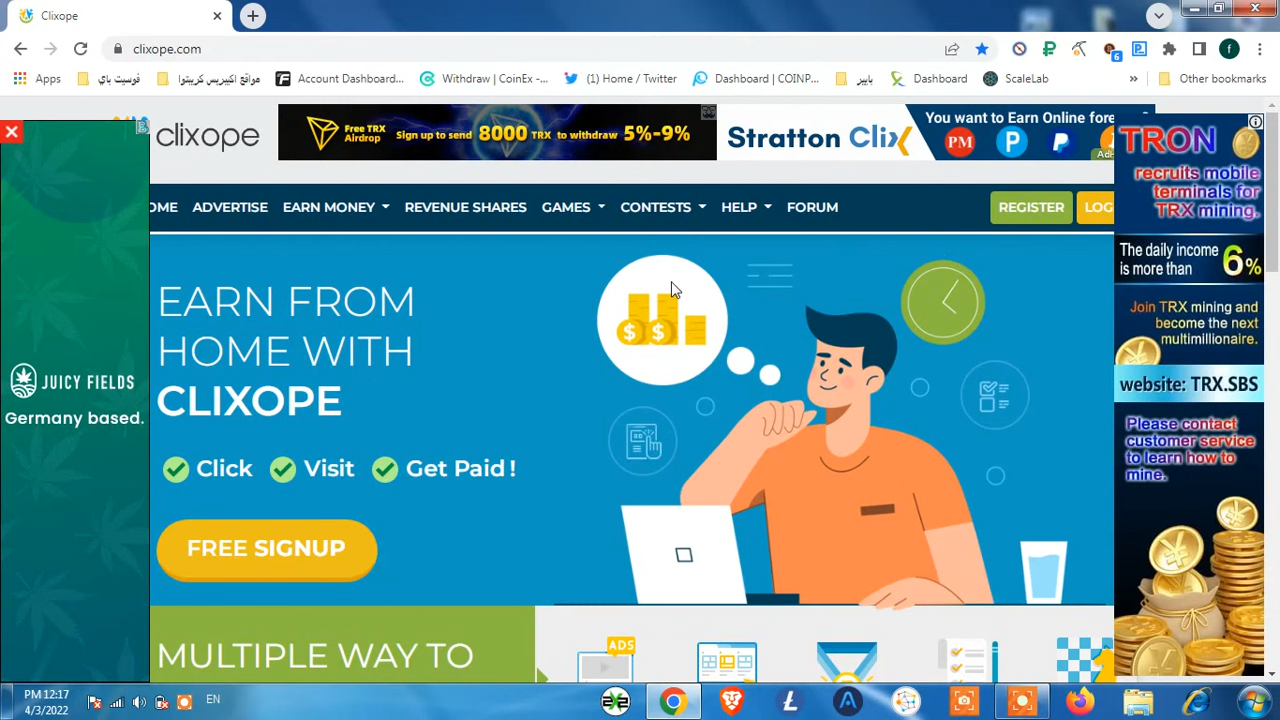 Clixope
clixope.com
f
6
Apps
فوسيت باي
مواقع اكيبريس كريبتوا
Account Dashboard...
Withdraw | CoinEx -...
(1) Home / Twitter
Dashboard | COINP...
بايير
Dashboard
ScaleLab
»
Other bookmarks
clixope
Free TRX
Airdrop
Sign up to send 8000 TRX to withdraw 5%-9%
Stratton Clix
You want to Earn Online fore
PM
OME
ADVERTISE
EARN MONEY
REVENUE SHARES
GAMES
CONTESTS
HELP
FORUM
REGISTER
LOG
EARN FROM
HOME WITH
CLIXOPE
Click
Visit
Get Paid !
FREE SIGNUP
MULTIPLE WAY TO
ADS
JUICY FIELDS
Germany based.
TRON
recruits mobile
terminals for
TRX mining.
The daily income
is more than 6%
Join TRX mining and
become the next
multimillionaire.
website: TRX.SBS
Please contact
customer service
to learn how to
mine.
PM 12:17
4/3/2022
EN